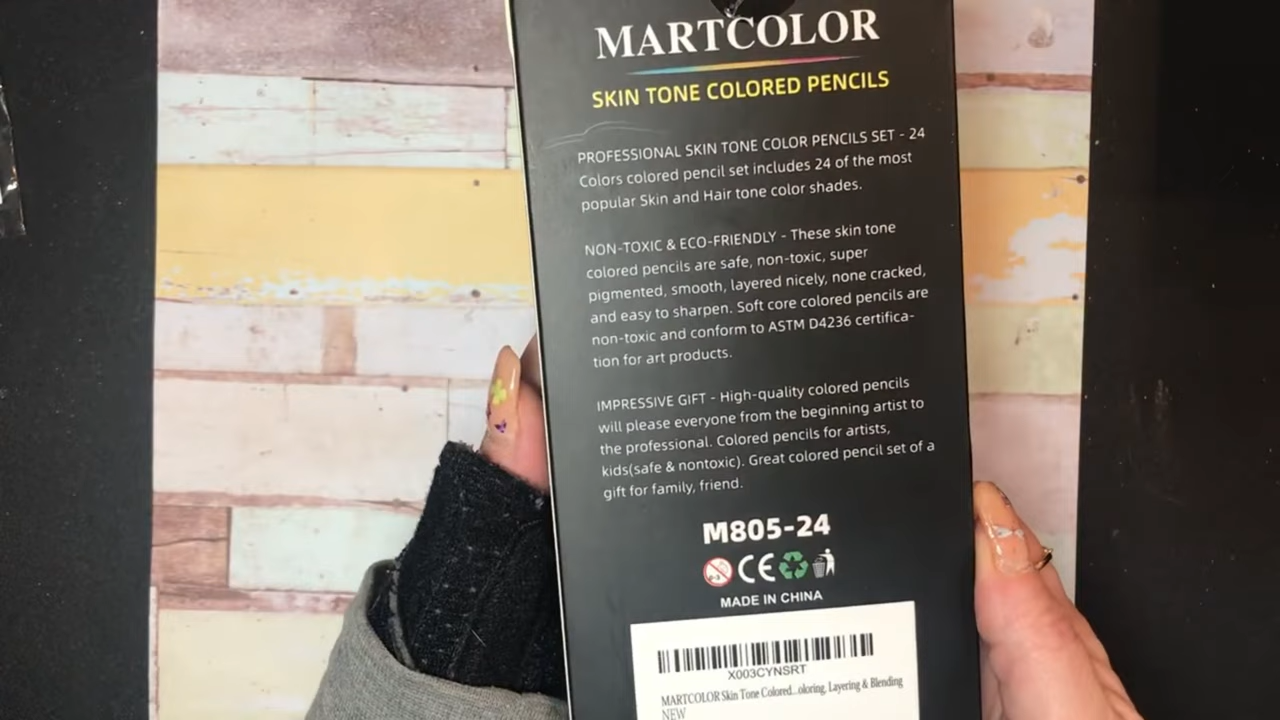 MARTCOLOR
SKIN TONE COLORED PENCILS
PROFESSIONAL SKIN TONE COLOR PENCILS SET - 24
Colors colored pencil set includes 24 of the most
popular Skin and Hair tone color shades.
NON-TOXIC & ECO-FRIENDLY - These skin tone
colored pencils are safe, non-toxic, super
pigmented, smooth, layered nicely, none cracked,
and easy to sharpen. Soft core colored pencils are
non-toxic and conform to ASTM D4236 certifica-
tion for art products.
IMPRESSIVE GIFT - High-quality colored pencils
will please everyone from the beginning artist to
the professional. Colored pencils for artists,
kids(safe & nontoxic). Great colored pencil set of a
gift for family, friend.
M805-24
0-3 CE
MADE IN CHINA
X003CYNSRT
MARTCOLOR Skin Tone Colored...oloring, Layering & Blending
NEW